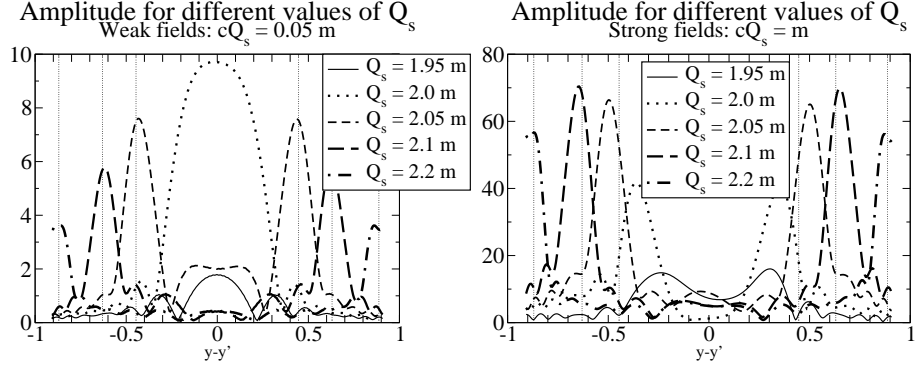 Amplitude for different values of Q_s
Weak fields: cQ_s = 0.05 m
10
8
6
4
2
0
-1
-0.5
0
0.5
1
y-y'
Q_s = 1.95 m
Q_s = 2.0 m
Q_s = 2.05 m
Q_s = 2.1 m
Q_s = 2.2 m
Amplitude for different values of Q_s
Strong fields: cQ_s = m
80
60
40
20
0
-1
-0.5
0
0.5
1
y-y'
Q_s = 1.95 m
Q_s = 2.0 m
Q_s = 2.05 m
Q_s = 2.1 m
Q_s = 2.2 m